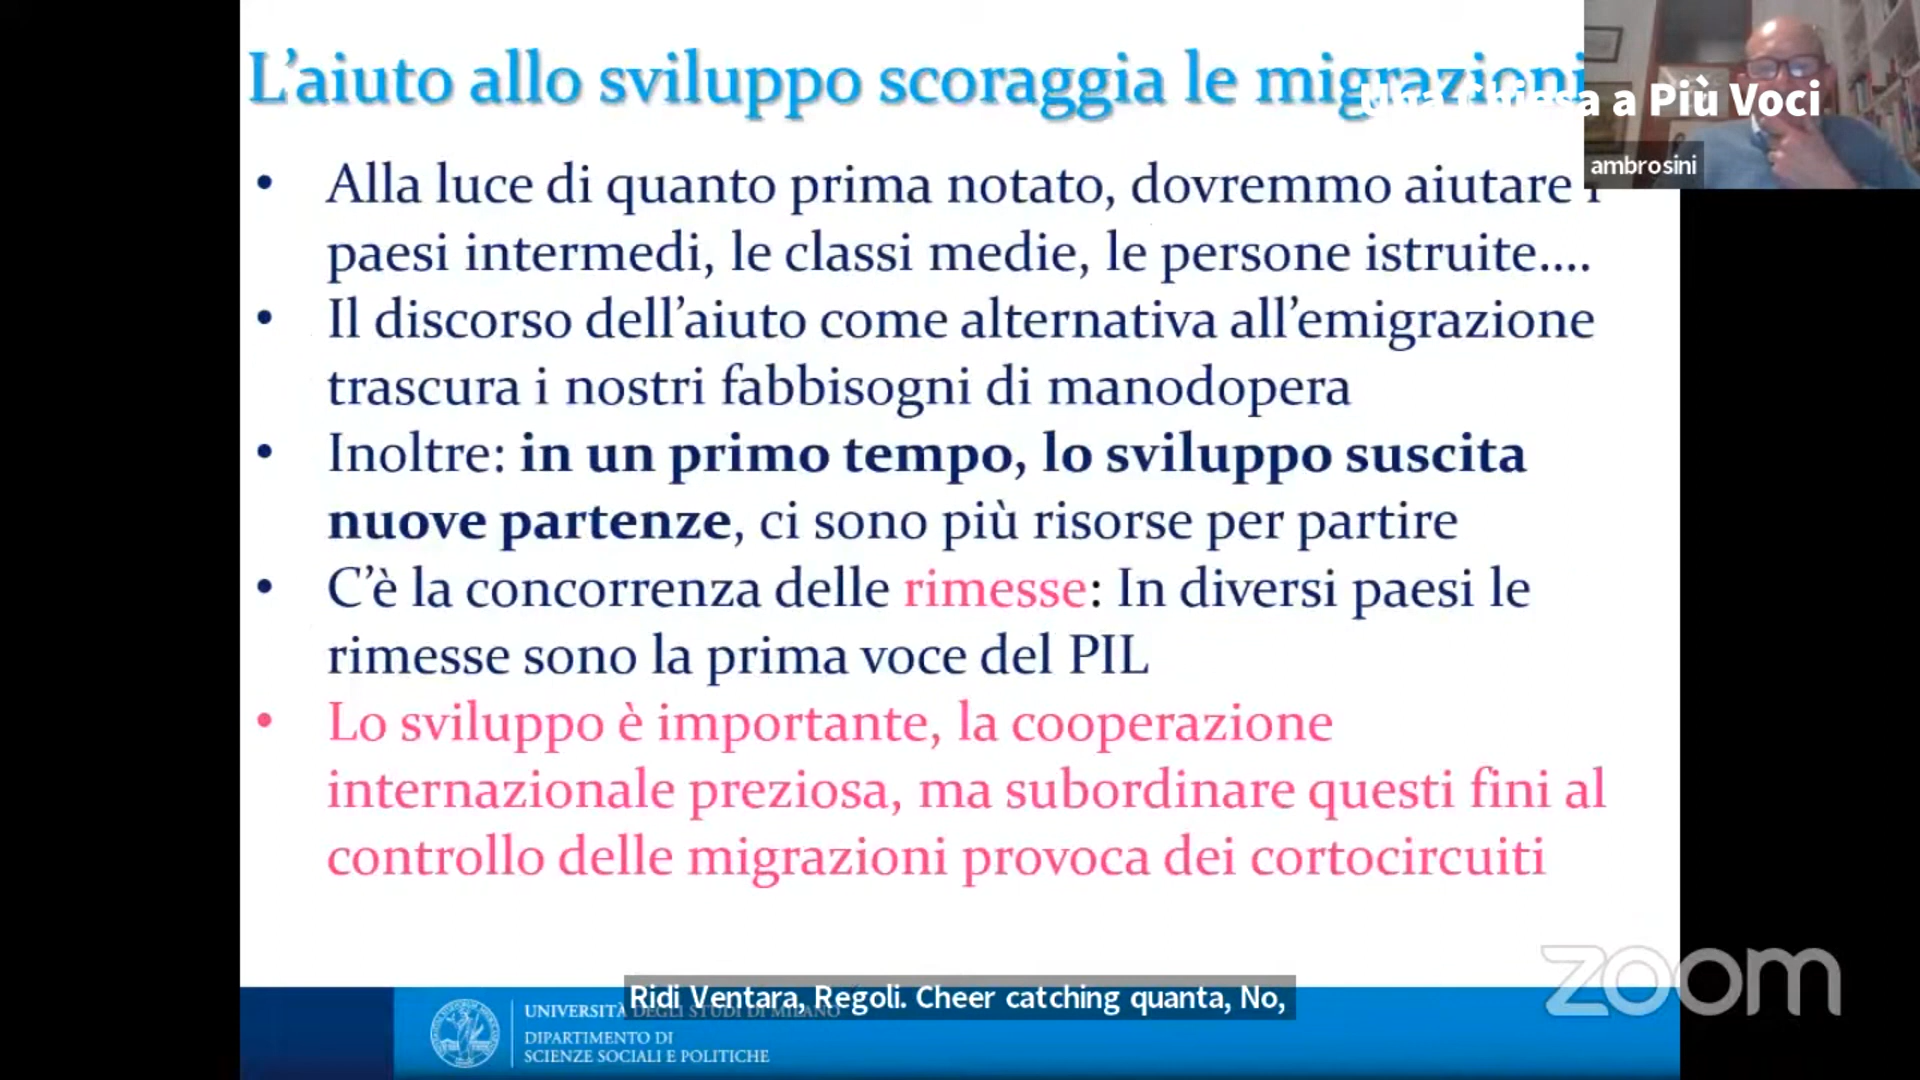 L'aiuto allo sviluppo scoraggia le migrazioni
a Più Voci
ambrosini
• Alla luce di quanto prima notato, dovremmo aiutare i
paesi intermedi, le classi medie, le persone istruite....
• Il discorso dell'aiuto come alternativa all'emigrazione
trascura i nostri fabbisogni di manodopera
• Inoltre: in un primo tempo, lo sviluppo suscita
nuove partenze, ci sono più risorse per partire
• C'è la concorrenza delle rimesse: In diversi paesi le
rimesse sono la prima voce del PIL
• Lo sviluppo è importante, la cooperazione
internazionale preziosa, ma subordinare questi fini al
controllo delle migrazioni provoca dei cortocircuiti
Ridi Ventara, Regoli. Cheer catching quanta, No,
UNIVERSITÀ DEGLI STUDI DI MILANO
DIPARTIMENTO DI
SCIENZE SOCIALI E POLITICHE
zoom